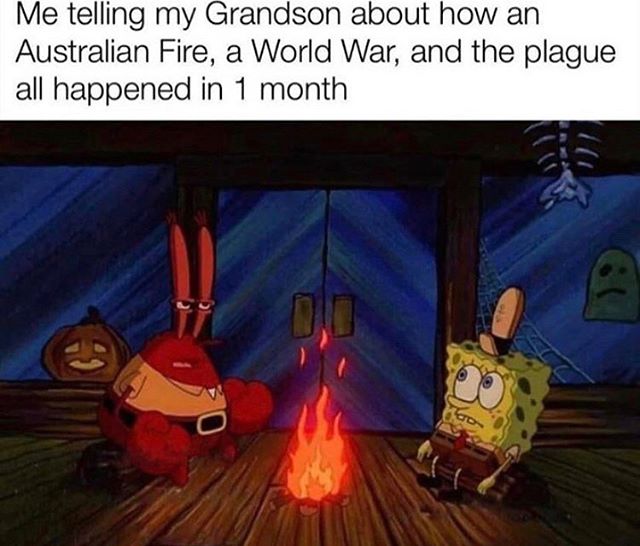 Me telling my Grandson about how an
Australian Fire, a World War, and the plague
all happened in 1 month